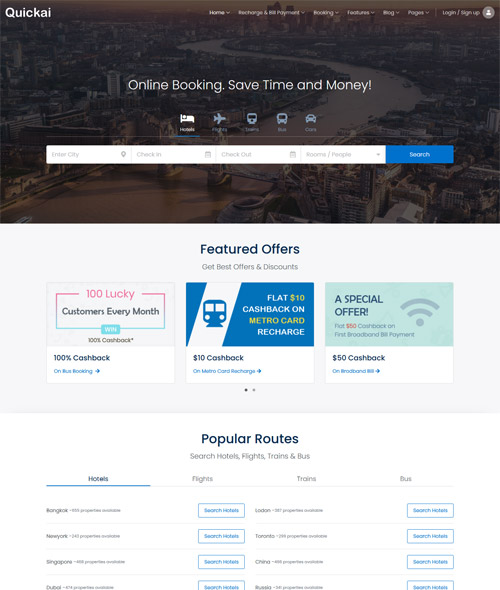 Quickai
Home Recharge & Bill Payment Booking Features Blog Pages Login / Sign up
Online Booking. Save Time and Money!
Hotels Flights Trains Bus Cars
Enter City Check In Check Out Rooms / People Search
Featured Offers
Get Best Offers & Discounts
100 Lucky
Customers Every Month
WIN
100% Cashback*
FLAT $10
CASHBACK ON
METRO CARD
RECHARGE
A SPECIAL
OFFER!
Flat $50 Cashback on
First Broadband Bill Payment
100% Cashback
On Bus Booking
$10 Cashback
On Metro Card Recharge
$50 Cashback
On Brodband Bill
Popular Routes
Search Hotels, Flights, Trains & Bus
Hotels Flights Trains Bus
Bangkok - 900 properties available Search Hotels
Lodon - 387 properties available Search Hotels
Newyork - 242 properties available Search Hotels
Toronto - 299 properties available Search Hotels
Singapore - 468 properties available Search Hotels
China - 495 properties available Search Hotels
Dubai - 474 properties available Search Hotels
Russia - 341 properties available Search Hotels